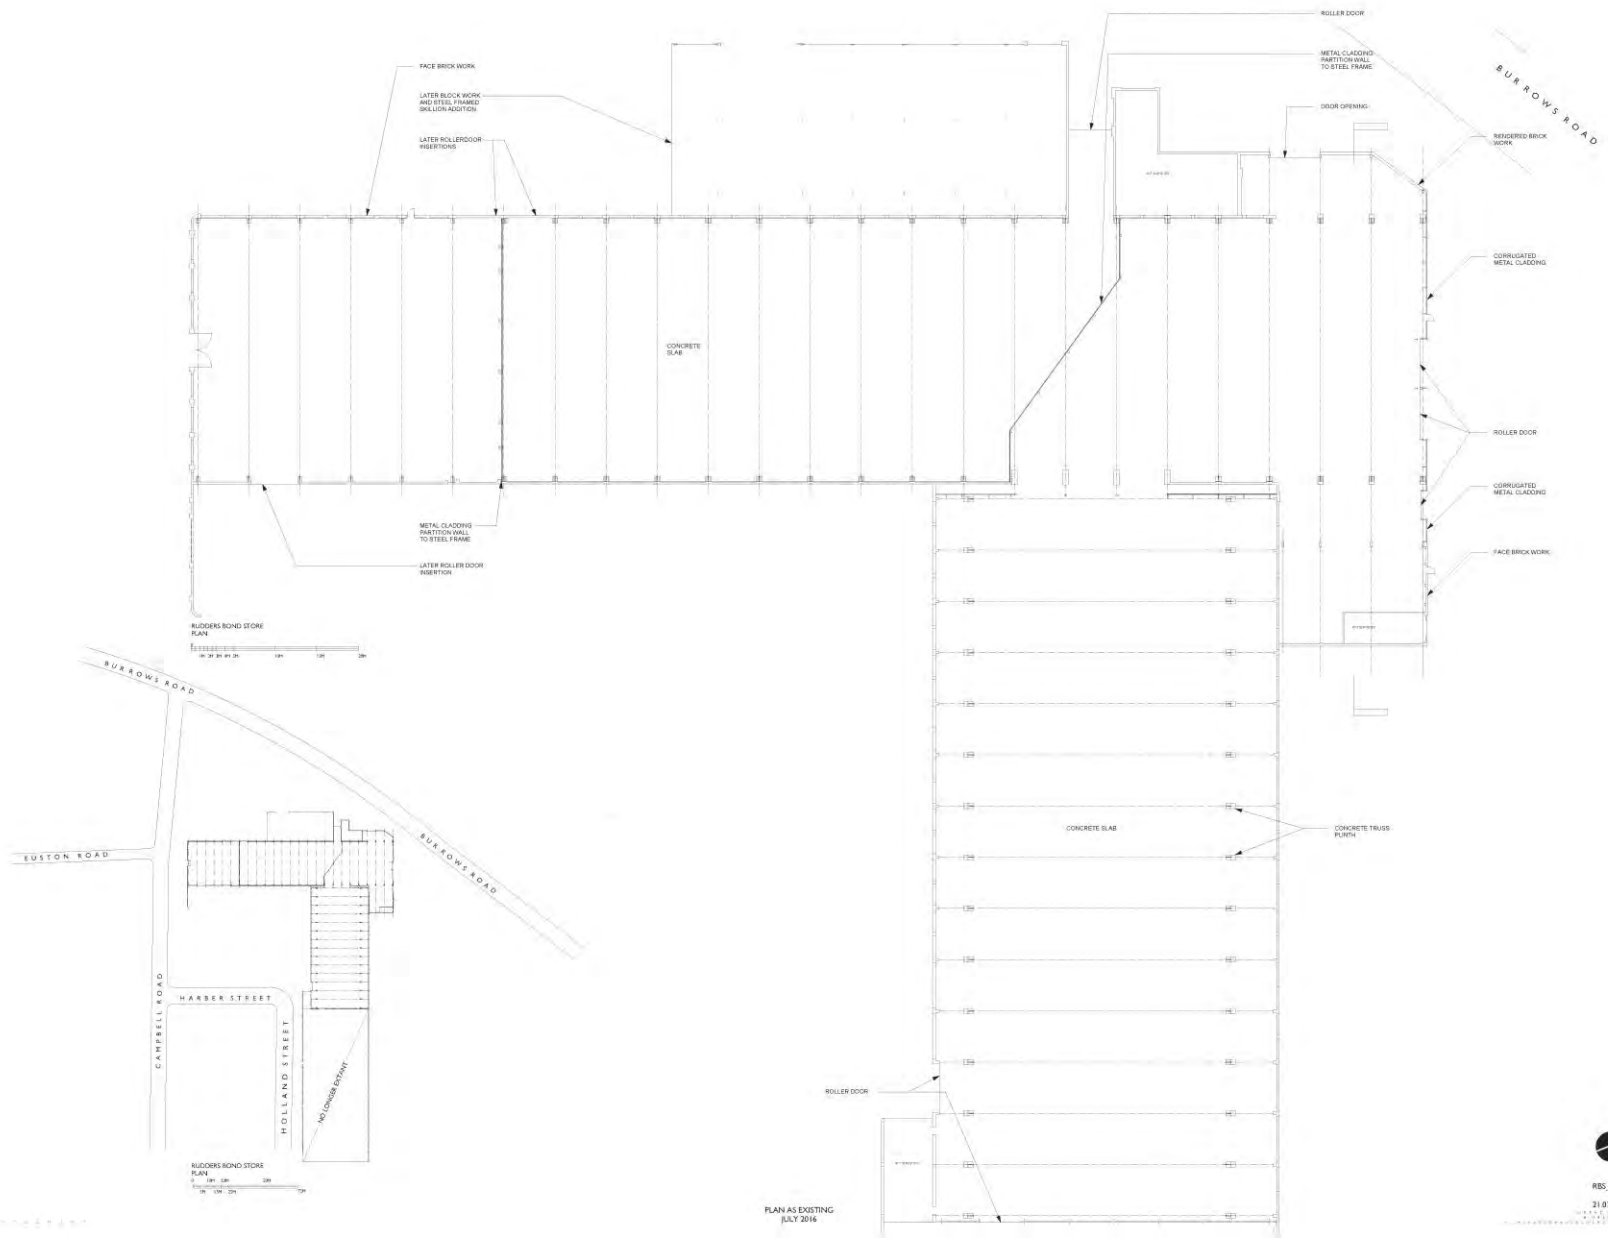 ROLLER DOOR
METAL CLADDING
PARTITION WALL
TO STEEL FRAME
BURROWS ROAD
FACE BRICK WORK
LATER BLOCK WORK
AND STEEL FRAMED
SKILLION ADDITION
DOOR OPENING
LATER ROLLERDOOR
INSERTIONS
RENDERED BRICK
WORK
CORRUGATED
METAL CLADDING
CONCRETE
SLAB
ROLLER DOOR
CORRUGATED
METAL CLADDING
METAL CLADDING
PARTITION WALL
TO STEEL FRAME
FACE BRICK WORK
LATER ROLLER DOOR
INSERTION
RUDDERS BOND STORE
PLAN
BURROWS ROAD
CONCRETE SLAB
CONCRETE TRUSS
PLINTH
BURROWS ROAD
EUSTON ROAD
CAMPBELL ROAD
HARBER STREET
HOLLAND STREET
NO LONGER EXTANT
ROLLER DOOR
RUDDERS BOND STORE
PLAN
PLAN AS EXISTING
JULY 2016